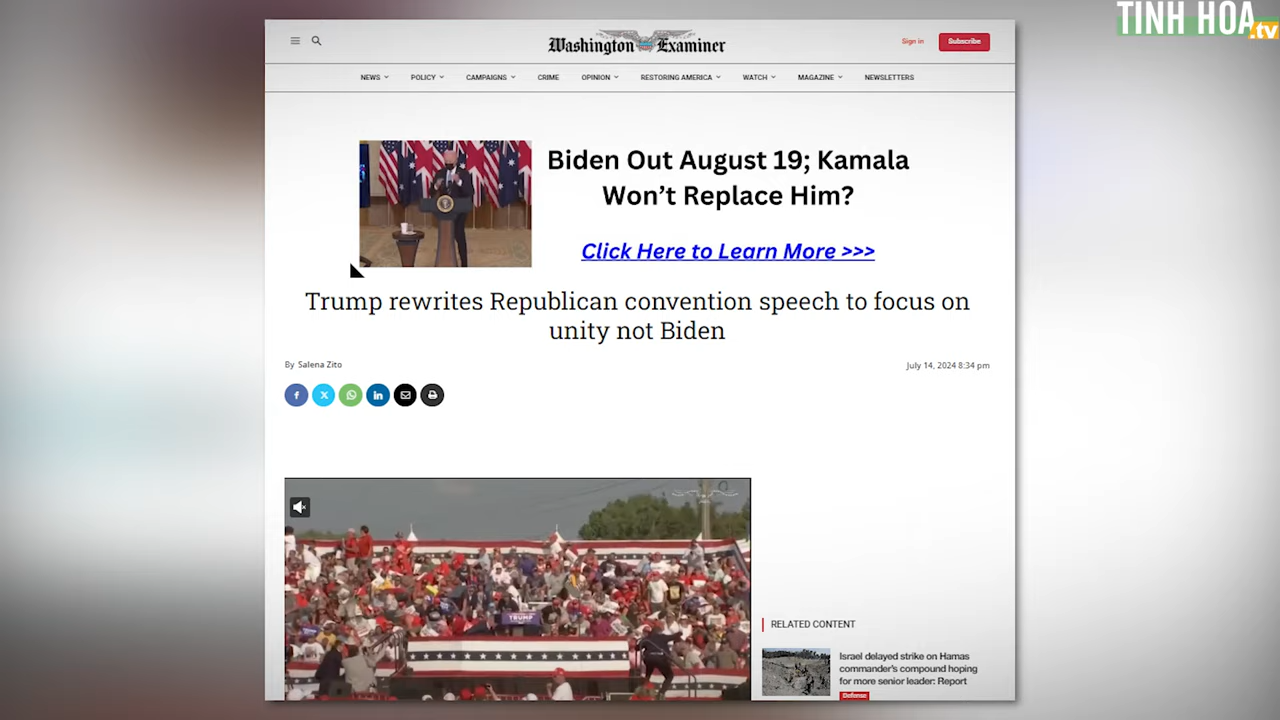 TINH HOA
.tv
Washington Examiner
Sign in
Subscribe
NEWS
POLICY
CAMPAIGNS
CRIME
OPINION
RESTORING AMERICA
WATCH
MAGAZINE
NEWSLETTERS
Biden Out August 19; Kamala
Won’t Replace Him?
Click Here to Learn More >>>
Trump rewrites Republican convention speech to focus on
unity not Biden
By Salena Zito
July 14, 2024 8:34 pm
TRUMP
RELATED CONTENT
Israel delayed strike on Hamas
commander’s compound hoping
for more senior leader: Report
Defense